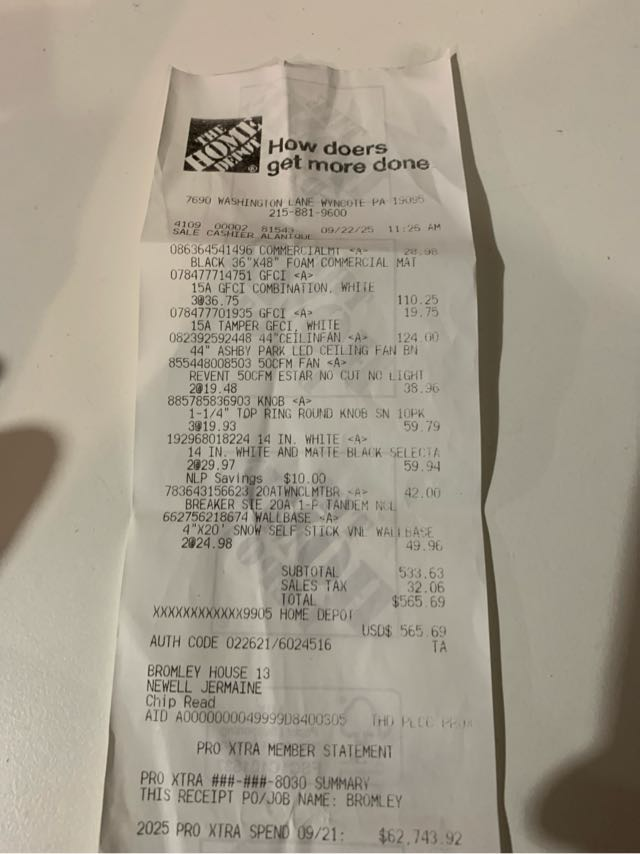 THE HOME DEPOT
How doers
get more done
7690 WASHINGTON LANE WYNCOTE PA 19095
215-881-9600
4109 00002 81543 09/22/25 11:26 AM
SALE CASHIER ALANIQUE
086364541496 COMMERCIALMT <A> 28.98
BLACK 36"X48" FOAM COMMERCIAL MAT
078477714751 GFCI <A>
15A GFCI COMBINATION, WHITE
3@36.75 110.25
078477701935 GFCI <A> 19.75
15A TAMPER GFCI, WHITE
082392592448 44"CEILINFAN <A> 124.00
44" ASHBY PARK LED CEILING FAN BN
855448008503 50CFM FAN <A>
REVENT 50CFM ESTAR NO CUT NO LIGHT
2@19.48 38.96
885785836903 KNOB <A>
1-1/4" TOP RING ROUND KNOB SN 10PK
3@19.93 59.79
192968018224 14 IN. WHITE <A>
14 IN. WHITE AND MATTE BLACK SELECTA
2@29.97 59.94
NLP Savings $10.00
783643156623 20ATWNCLMTBR <A> 42.00
BREAKER SIE 20A 1-P TANDEM NCL
662756218674 WALLBASE <A>
4"X20' SNOW SELF STICK VNL WALLBASE
2@24.98 49.96
SUBTOTAL 533.63
SALES TAX 32.06
TOTAL $565.69
XXXXXXXXXXXX9905 HOME DEPOT
USD$ 565.69
AUTH CODE 022621/6024516 TA
BROMLEY HOUSE 13
NEWELL JERMAINE
Chip Read
AID A0000000049999D8400305 THD PLCC PROX
PRO XTRA MEMBER STATEMENT
PRO XTRA ###-###-8030 SUMMARY
THIS RECEIPT PO/JOB NAME: BROMLEY
2025 PRO XTRA SPEND 09/21: $62,743.92